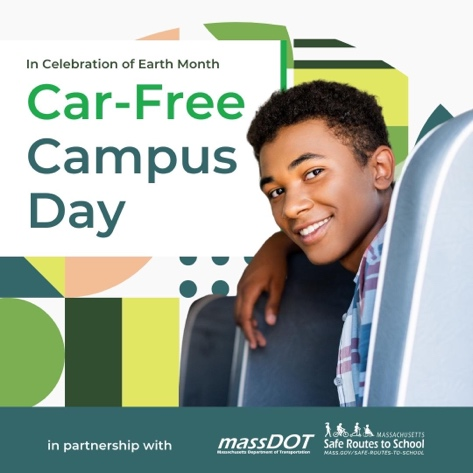 In Celebration of Earth Month
Car-Free
Campus
Day
in partnership with
massDOT
Massachusetts Department of Transportation
MASSACHUSETTS
Safe Routes to School
MASS.GOV/SAFE-ROUTES-TO-SCHOOL